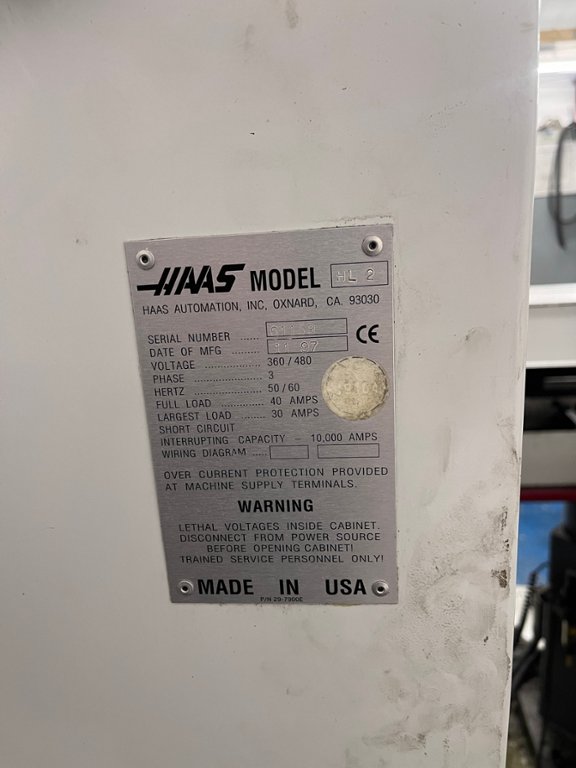 HAAS MODEL HL 2
HAAS AUTOMATION, INC, OXNARD, CA. 93030
SERIAL NUMBER ........
CE
DATE OF MFG ........ 97
VOLTAGE ................. 360/480
PHASE ..................... 3
HERTZ ..................... 50/60
FULL LOAD ............. 40 AMPS
LARGEST LOAD ..... 30 AMPS
SHORT CIRCUIT
INTERRUPTING CAPACITY - 10,000 AMPS
WIRING DIAGRAM .....
OVER CURRENT PROTECTION PROVIDED
AT MACHINE SUPPLY TERMINALS.
WARNING
LETHAL VOLTAGES INSIDE CABINET.
DISCONNECT FROM POWER SOURCE
BEFORE OPENING CABINET!
TRAINED SERVICE PERSONNEL ONLY!
MADE IN USA
P/N 29-7900E